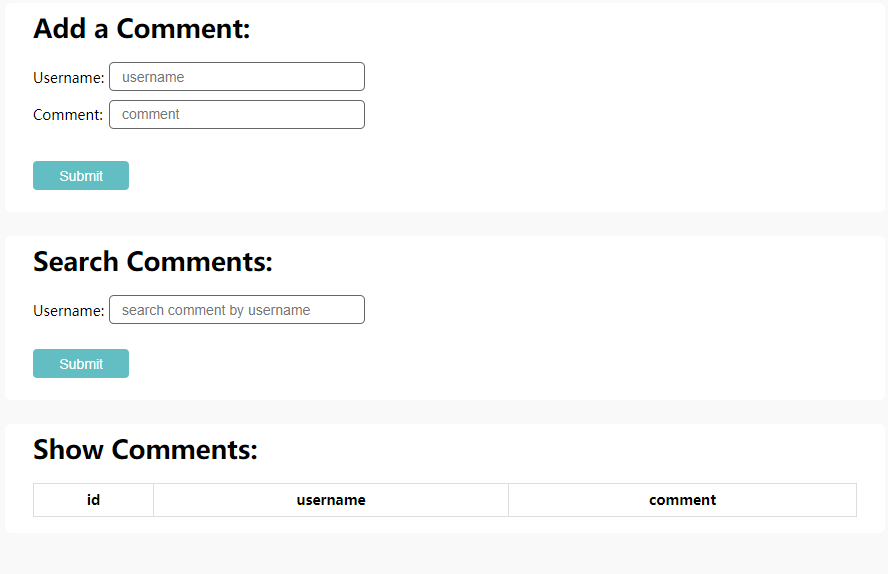 Add a Comment:
Username: username
Comment: comment
Submit
Search Comments:
Username: search comment by username
Submit
Show Comments:
id username comment